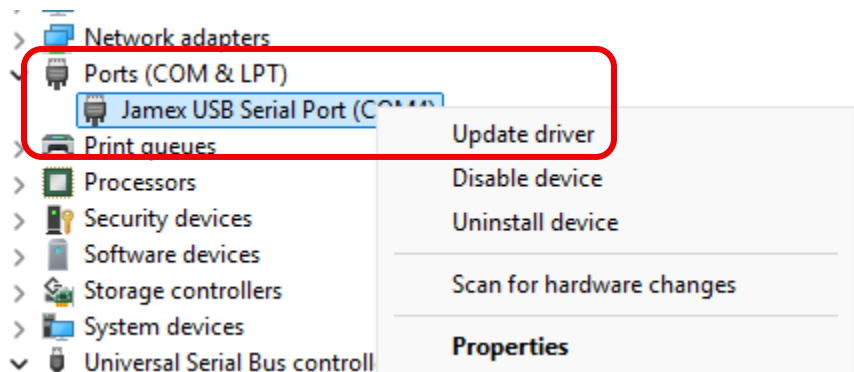 Network adapters
Ports (COM & LPT)
Jamex USB Serial Port (COM4)
Update driver
Print queues
Processors
Disable device
Security devices
Uninstall device
Software devices
Storage controllers
Scan for hardware changes
System devices
Properties
Universal Serial Bus controll